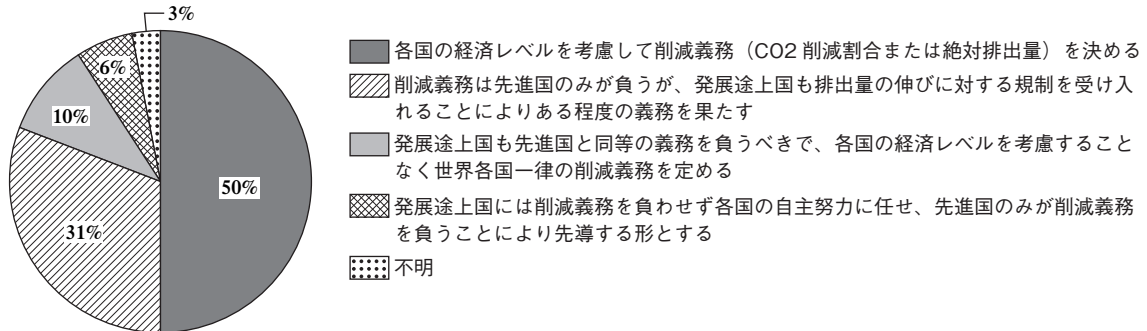 3%
6%
10%
50%
31%
各国の経済レベルを考慮して削減義務（CO2 削減割合または絶対排出量）を決める
削減義務は先進国のみが負うが、発展途上国も排出量の伸びに対する規制を受け入
れることによりある程度の義務を果たす
発展途上国も先進国と同等の義務を負うべきで、各国の経済レベルを考慮すること
なく世界各国一律の削減義務を定める
発展途上国には削減義務を負わせず各国の自主努力に任せ、先進国のみが削減義務
を負うことにより先導する形とする
不明